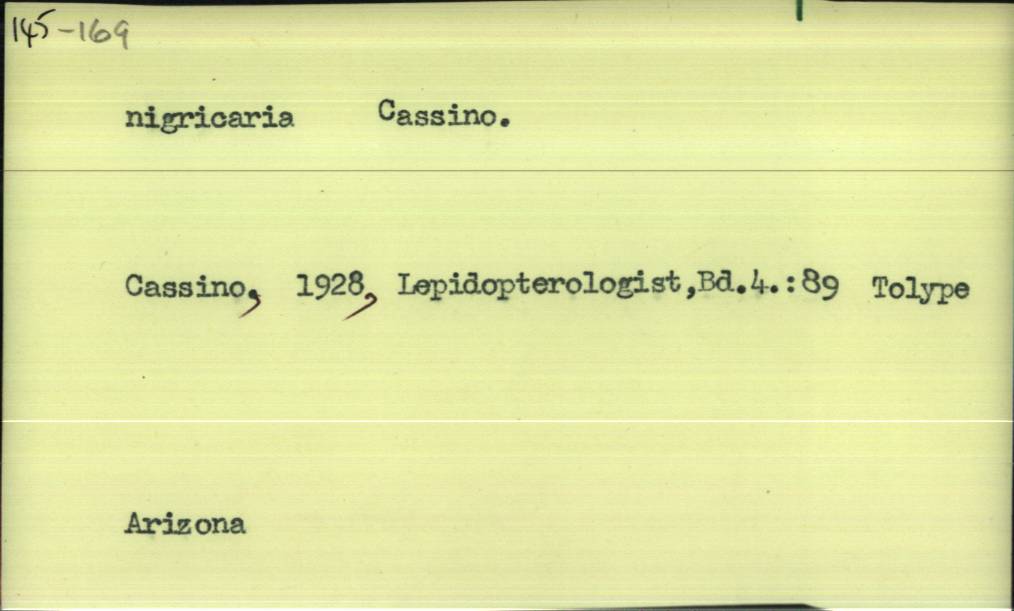 145-169
nigricaria Cassino.
Cassino, 1928, Lepidopterologist,Bd.4.:89 Tolype
Arizona